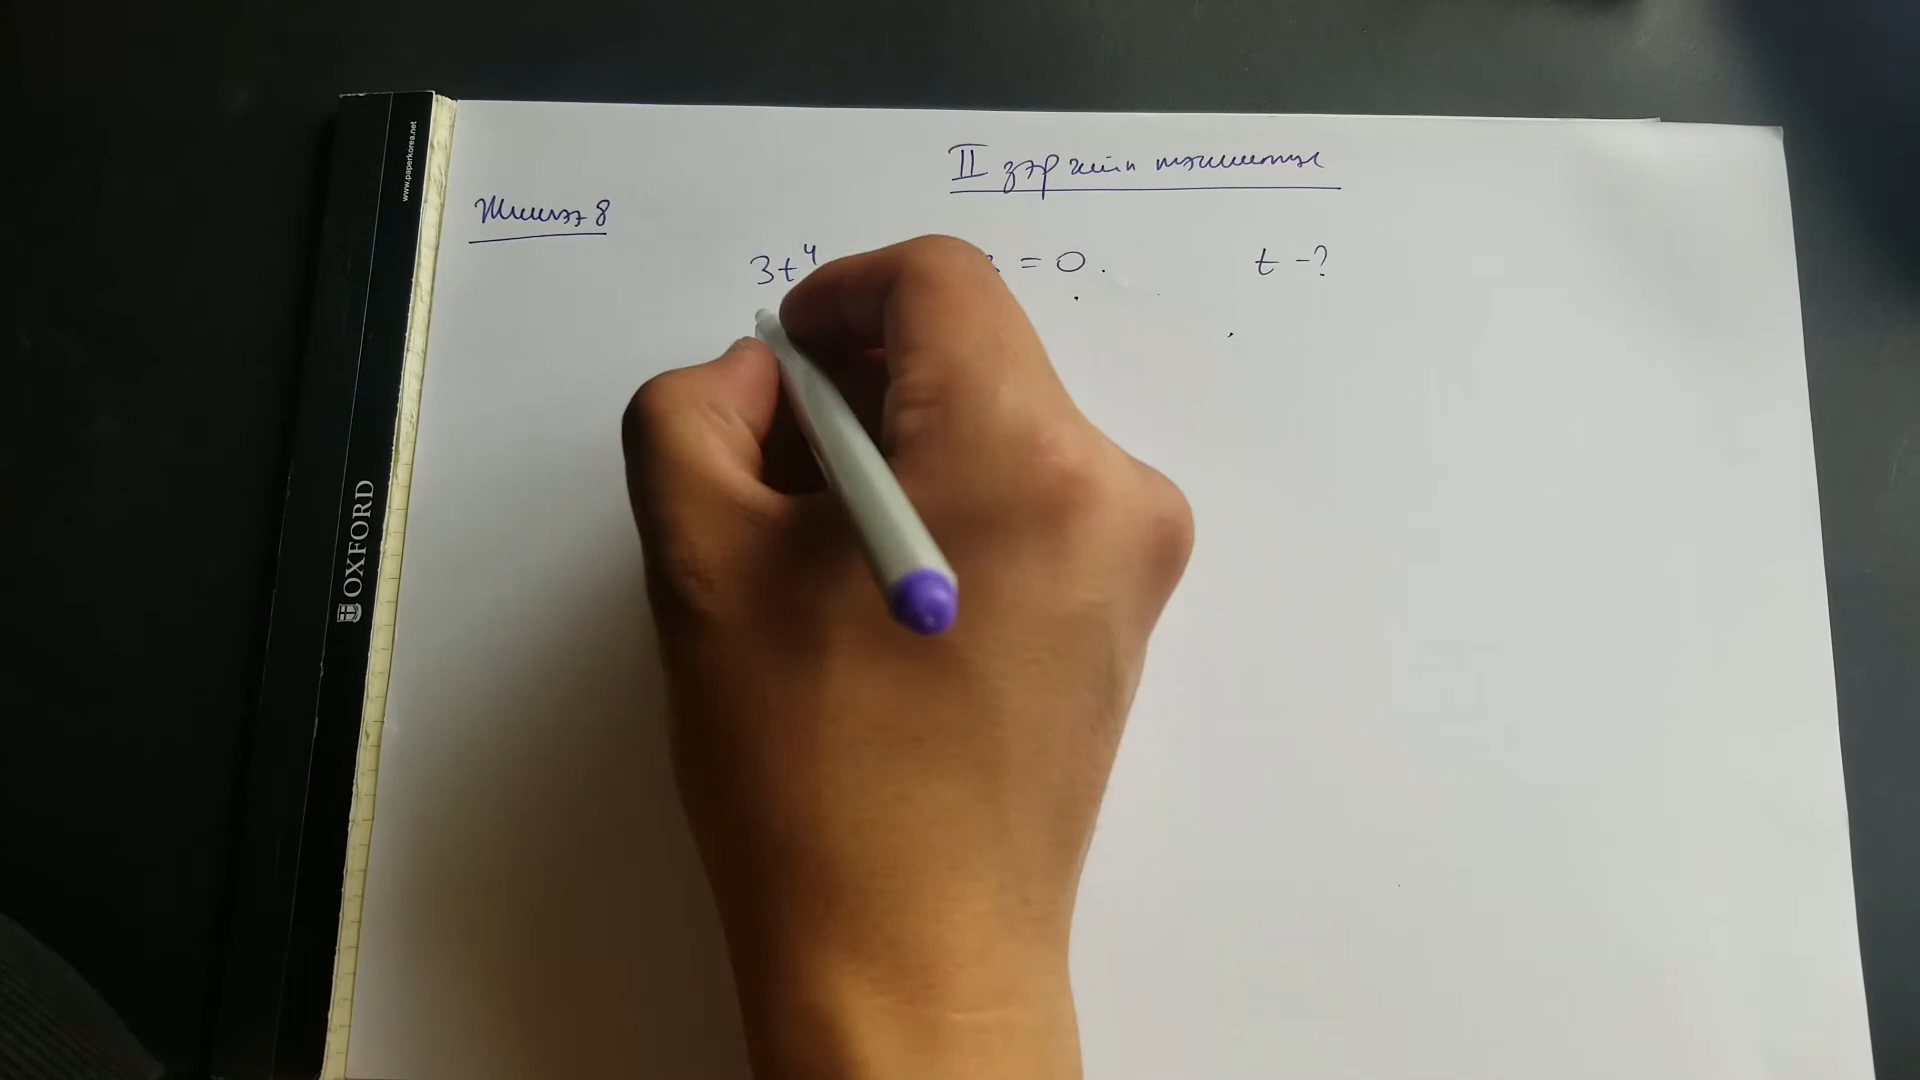 II зэргийн тэгшитгэл
Жишээ 8
3t⁴ = 0. t -?
www.paperkorea.net
OXFORD